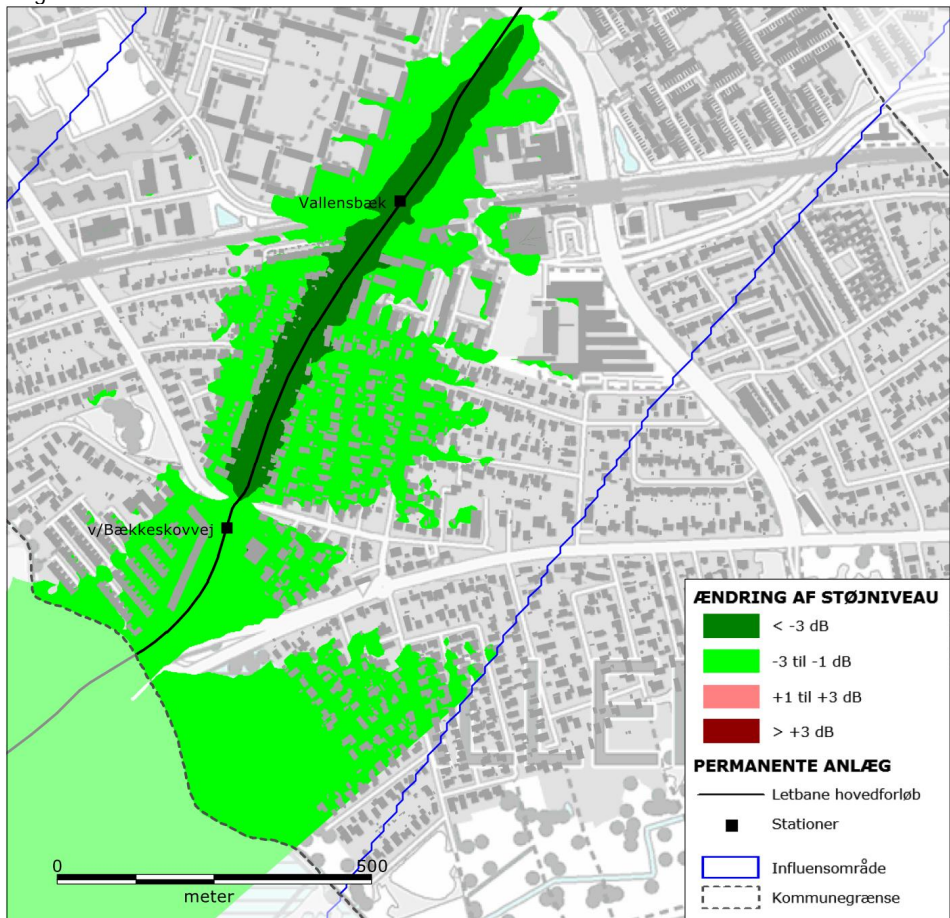 Vallensbæk
v/Bækkeskovvej
0
500
meter
ÆNDRING AF STØJNIVEAU
< -3 dB
-3 til -1 dB
+1 til +3 dB
> +3 dB
PERMANENTE ANLÆG
Letbane hovedforløb
Stationer
Influensområde
Kommunegrænse